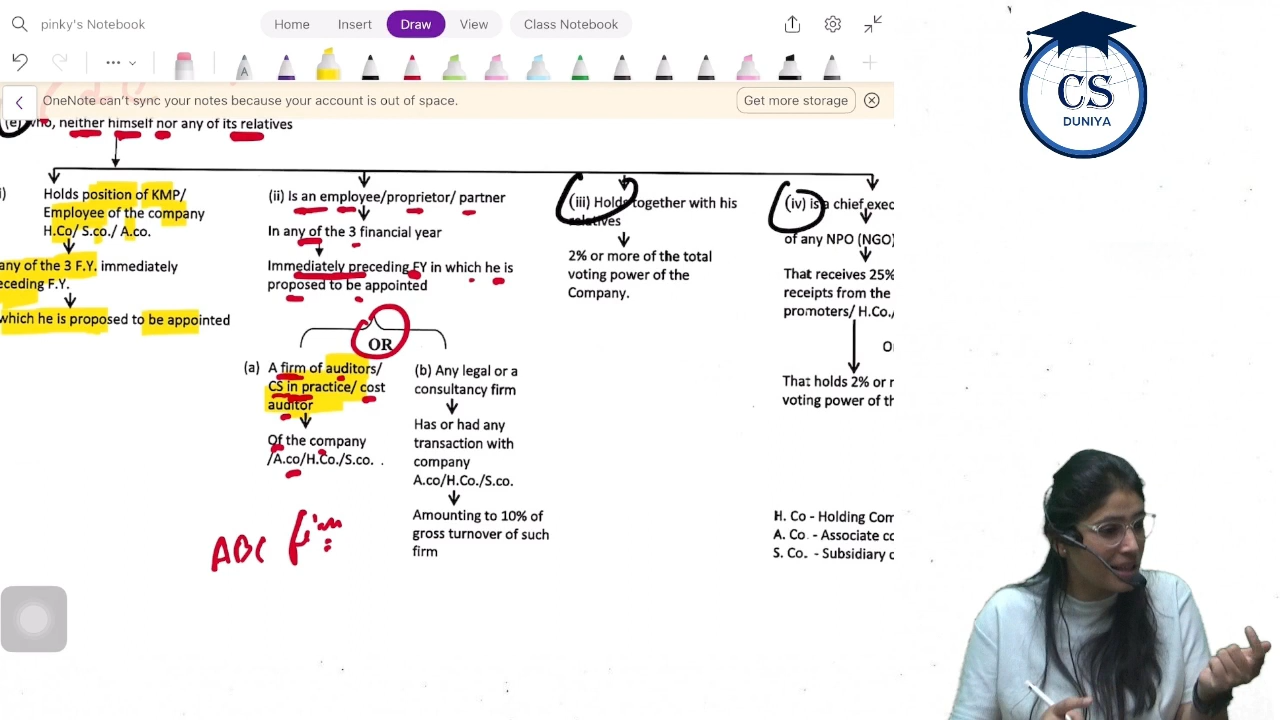 pinky's Notebook
Home Insert Draw View Class Notebook
OneNote can't sync your notes because your account is out of space.
Get more storage
CS
DUNIYA
(e) who, neither himself nor any of its relatives
i) Holds position of KMP/
Employee of the company
H.Co/ S.co./ A.co.
any of the 3 F.Y. immediately
eceding F.Y.
which he is proposed to be appointed
(ii) Is an employee/proprietor/ partner
In any of the 3 financial year
Immediately preceding FY in which he is
proposed to be appointed
OR
(a) A firm of auditors/
CS in practice/ cost
auditor
Of the company
/A.co/H.Co./S.co. .
ABC firm
(b) Any legal or a
consultancy firm
Has or had any
transaction with
company
A.co/H.Co./S.co.
Amounting to 10% of
gross turnover of such
firm
(iii) Holds together with his
relatives
2% or more of the total
voting power of the
Company.
(iv) is a chief exec
of any NPO (NGO)
That receives 25%
receipts from the
promoters/ H.Co./
O
That holds 2% or r
voting power of th
H. Co - Holding Com
A. Co. - Associate cc
S. Co. - Subsidiary c